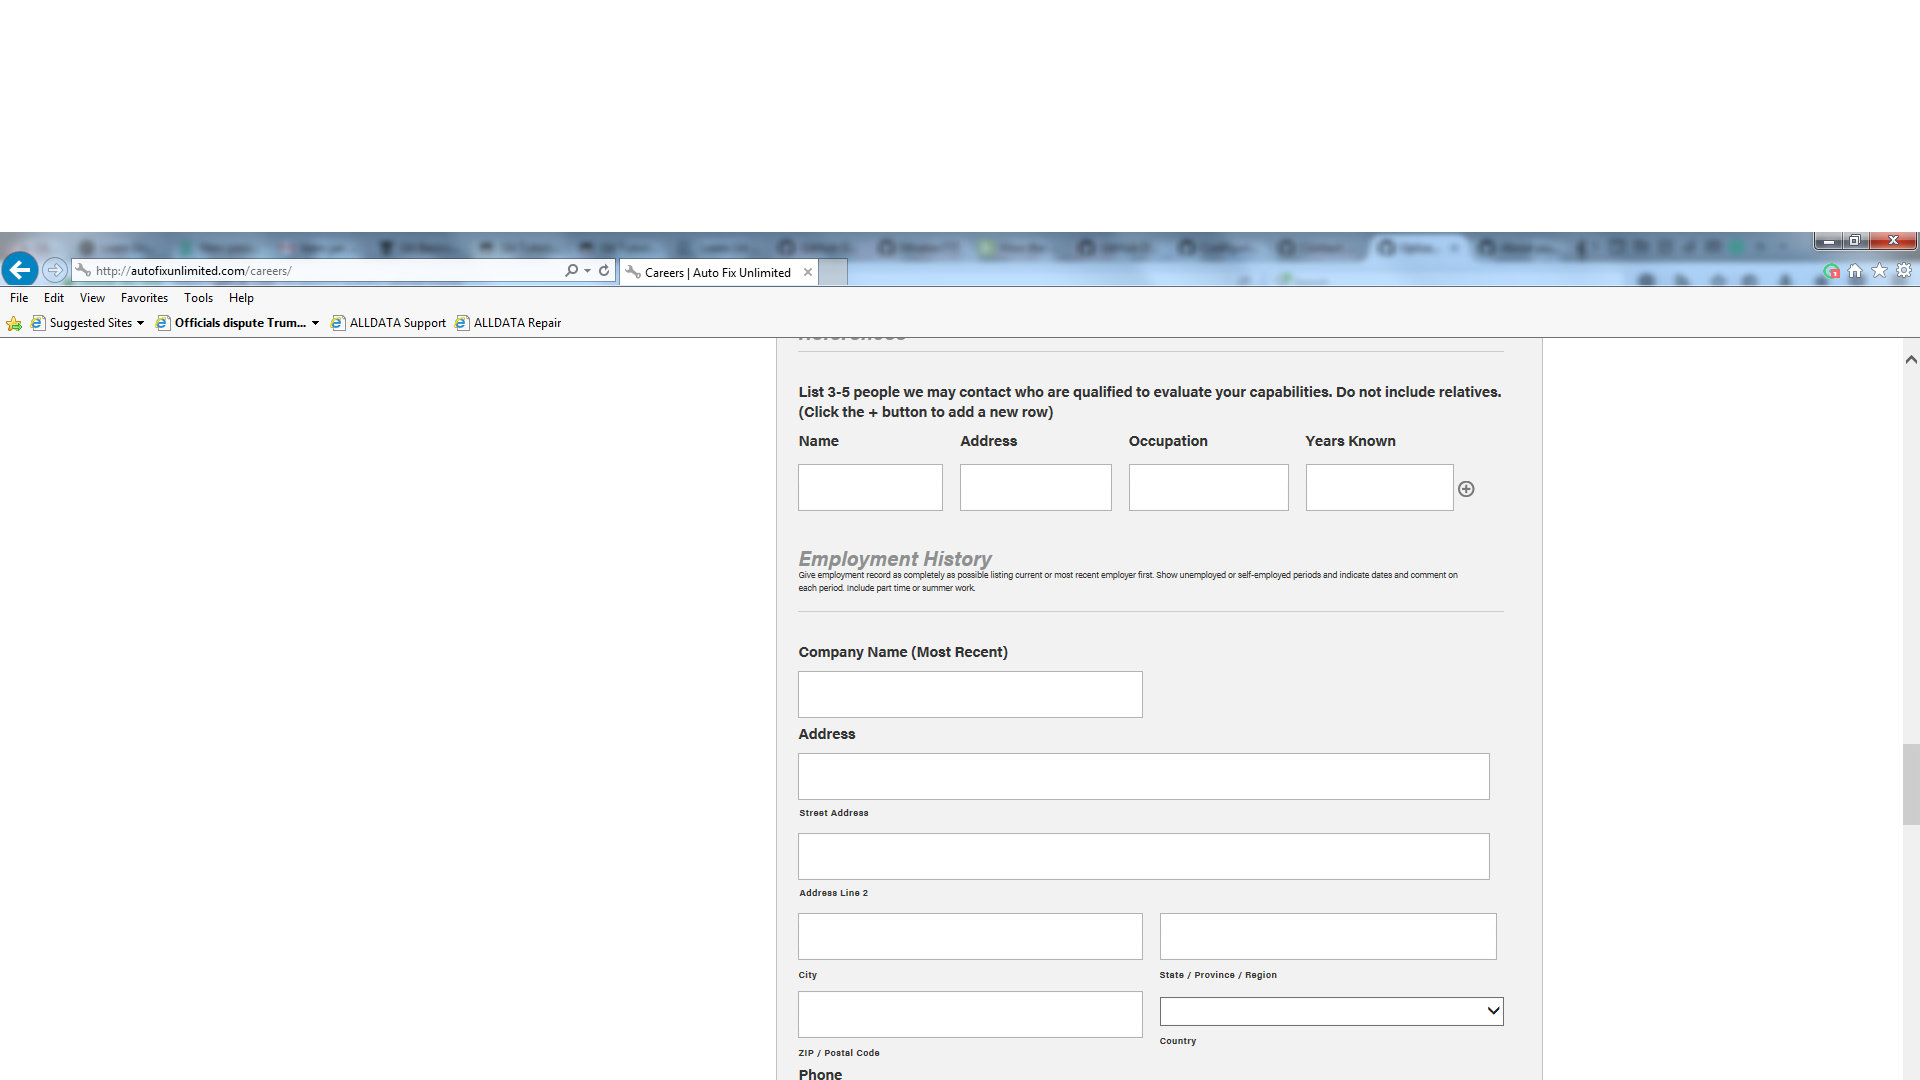 http://autofixunlimited.com/careers/
Careers | Auto Fix Unlimited
File Edit View Favorites Tools Help
Suggested Sites Officials dispute Trum... ALLDATA Support ALLDATA Repair
References
List 3-5 people we may contact who are qualified to evaluate your capabilities. Do not include relatives.
(Click the + button to add a new row)
Name Address Occupation Years Known
Employment History
Give employment record as completely as possible listing current or most recent employer first. Show unemployed or self-employed periods and indicate dates and comment on
each period. Include part time or summer work.
Company Name (Most Recent)
Address
Street Address
Address Line 2
City State / Province / Region
ZIP / Postal Code Country
Phone